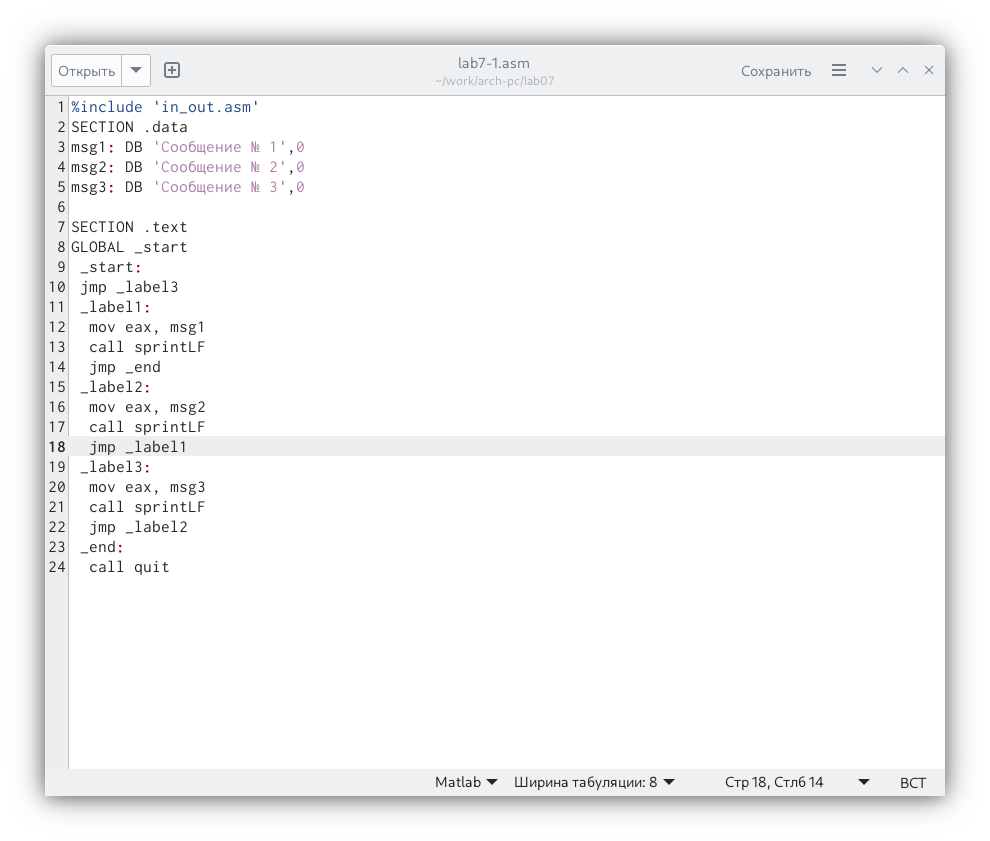 Открыть
lab7-1.asm
~/work/arch-pc/lab07
Сохранить
1 %include 'in_out.asm'
2 SECTION .data
3 msg1: DB 'Сообщение № 1',0
4 msg2: DB 'Сообщение № 2',0
5 msg3: DB 'Сообщение № 3',0
6
7 SECTION .text
8 GLOBAL _start
9  _start:
10  jmp _label3
11  _label1:
12   mov eax, msg1
13   call sprintLF
14   jmp _end
15  _label2:
16   mov eax, msg2
17   call sprintLF
18   jmp _label1
19  _label3:
20   mov eax, msg3
21   call sprintLF
22   jmp _label2
23  _end:
24   call quit
Matlab Ширина табуляции: 8 Стр 18, Стлб 14 ВСТ